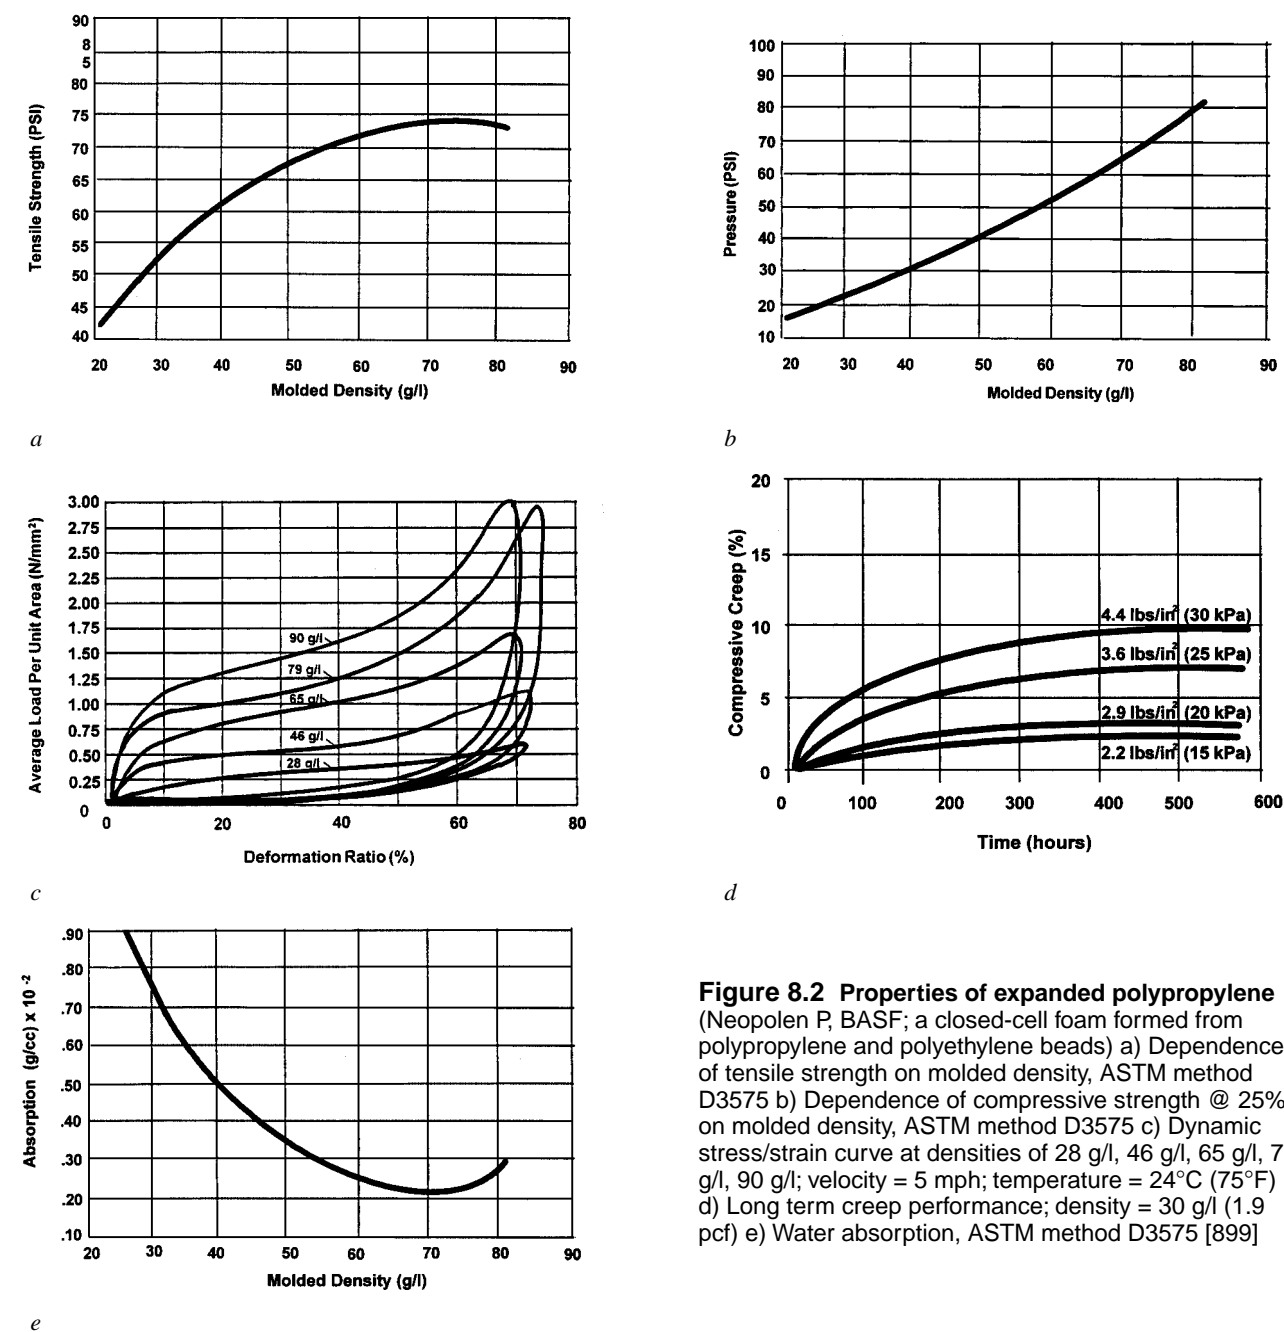 90
8
5
80
75
70
65
60
55
50
45
40
Tensile Strength (PSI)
20 30 40 50 60 70 80 90
Molded Density (g/l)
a
100
90
80
70
60
50
40
30
20
10
Pressure (PSI)
20 30 40 50 60 70 80 90
Molded Density (g/l)
b
3.00
2.75
2.50
2.25
2.00
1.75
1.50
1.25
1.00
0.75
0.50
0.25
0
Average Load Per Unit Area (N/mm²)
90 g/l
79 g/l
65 g/l
46 g/l
28 g/l
0 20 40 60 80
Deformation Ratio (%)
c
20
15
10
5
0
Compressive Creep (%)
4.4 lbs/in² (30 kPa)
3.6 lbs/in² (25 kPa)
2.9 lbs/in² (20 kPa)
2.2 lbs/in² (15 kPa)
0 100 200 300 400 500 600
Time (hours)
d
.90
.80
.70
.60
.50
.40
.30
.20
.10
Absorption (g/cc) x 10 -2
20 30 40 50 60 70 80 90
Molded Density (g/l)
e
Figure 8.2 Properties of expanded polypropylene
(Neopolen P, BASF; a closed-cell foam formed from
polypropylene and polyethylene beads) a) Dependence
of tensile strength on molded density, ASTM method
D3575 b) Dependence of compressive strength @ 25%
on molded density, ASTM method D3575 c) Dynamic
stress/strain curve at densities of 28 g/l, 46 g/l, 65 g/l, 7
g/l, 90 g/l; velocity = 5 mph; temperature = 24°C (75°F)
d) Long term creep performance; density = 30 g/l (1.9
pcf) e) Water absorption, ASTM method D3575 [899]